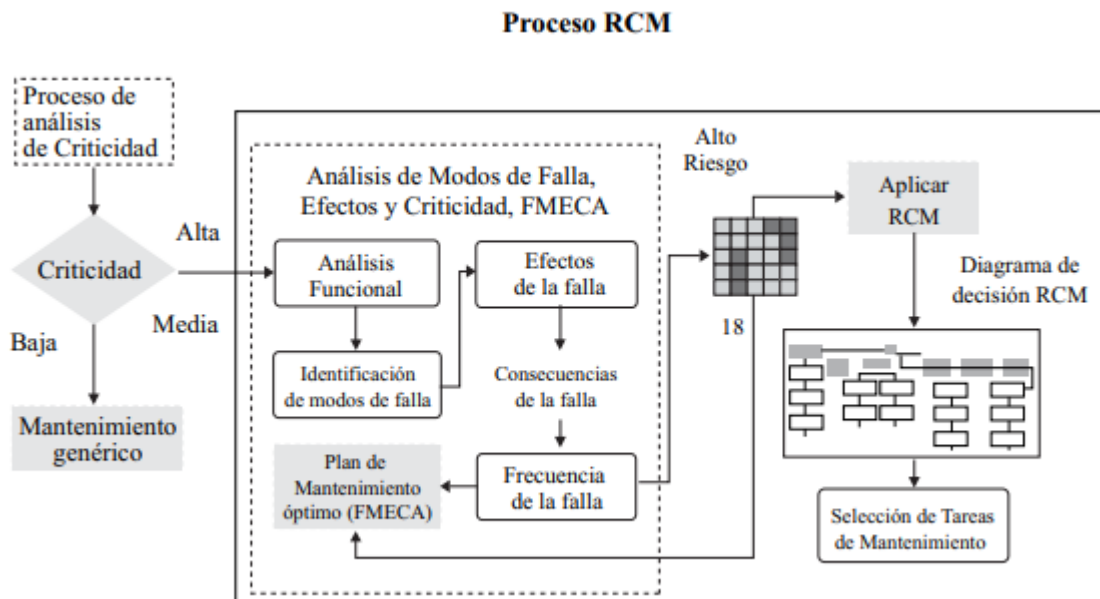 Proceso RCM
Proceso de
análisis
de Criticidad
Criticidad
Alta
Media
Baja
Mantenimiento
genérico
Análisis de Modos de Falla,
Efectos y Criticidad, FMECA
Análisis
Funcional
Identificación
de modos de falla
Efectos
de la falla
Consecuencias
de la falla
Frecuencia
de la falla
Plan de
Mantenimiento
óptimo (FMECA)
Alto
Riesgo
18
Aplicar
RCM
Diagrama de
decisión RCM
Selección de Tareas
de Mantenimiento